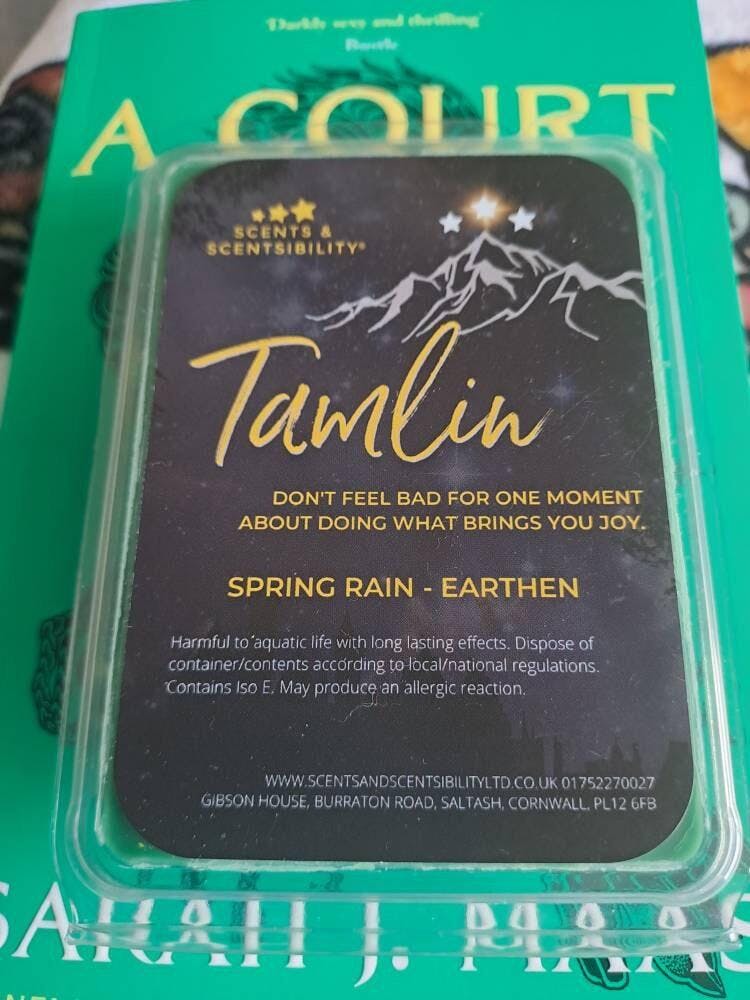 'Darkly sexy and thrilling'
Bustle
A COURT
SCENTS &
SCENTSIBILITY®
Tamlin
DON'T FEEL BAD FOR ONE MOMENT
ABOUT DOING WHAT BRINGS YOU JOY.
SPRING RAIN - EARTHEN
Harmful to aquatic life with long lasting effects. Dispose of
container/contents according to local/national regulations.
Contains Iso E. May produce an allergic reaction.
WWW.SCENTSANDSCENTSIBILITYLTD.CO.UK 01752270027
GIBSON HOUSE, BURRATON ROAD, SALTASH, CORNWALL. PL12 6FB
SARAH J. MAAS